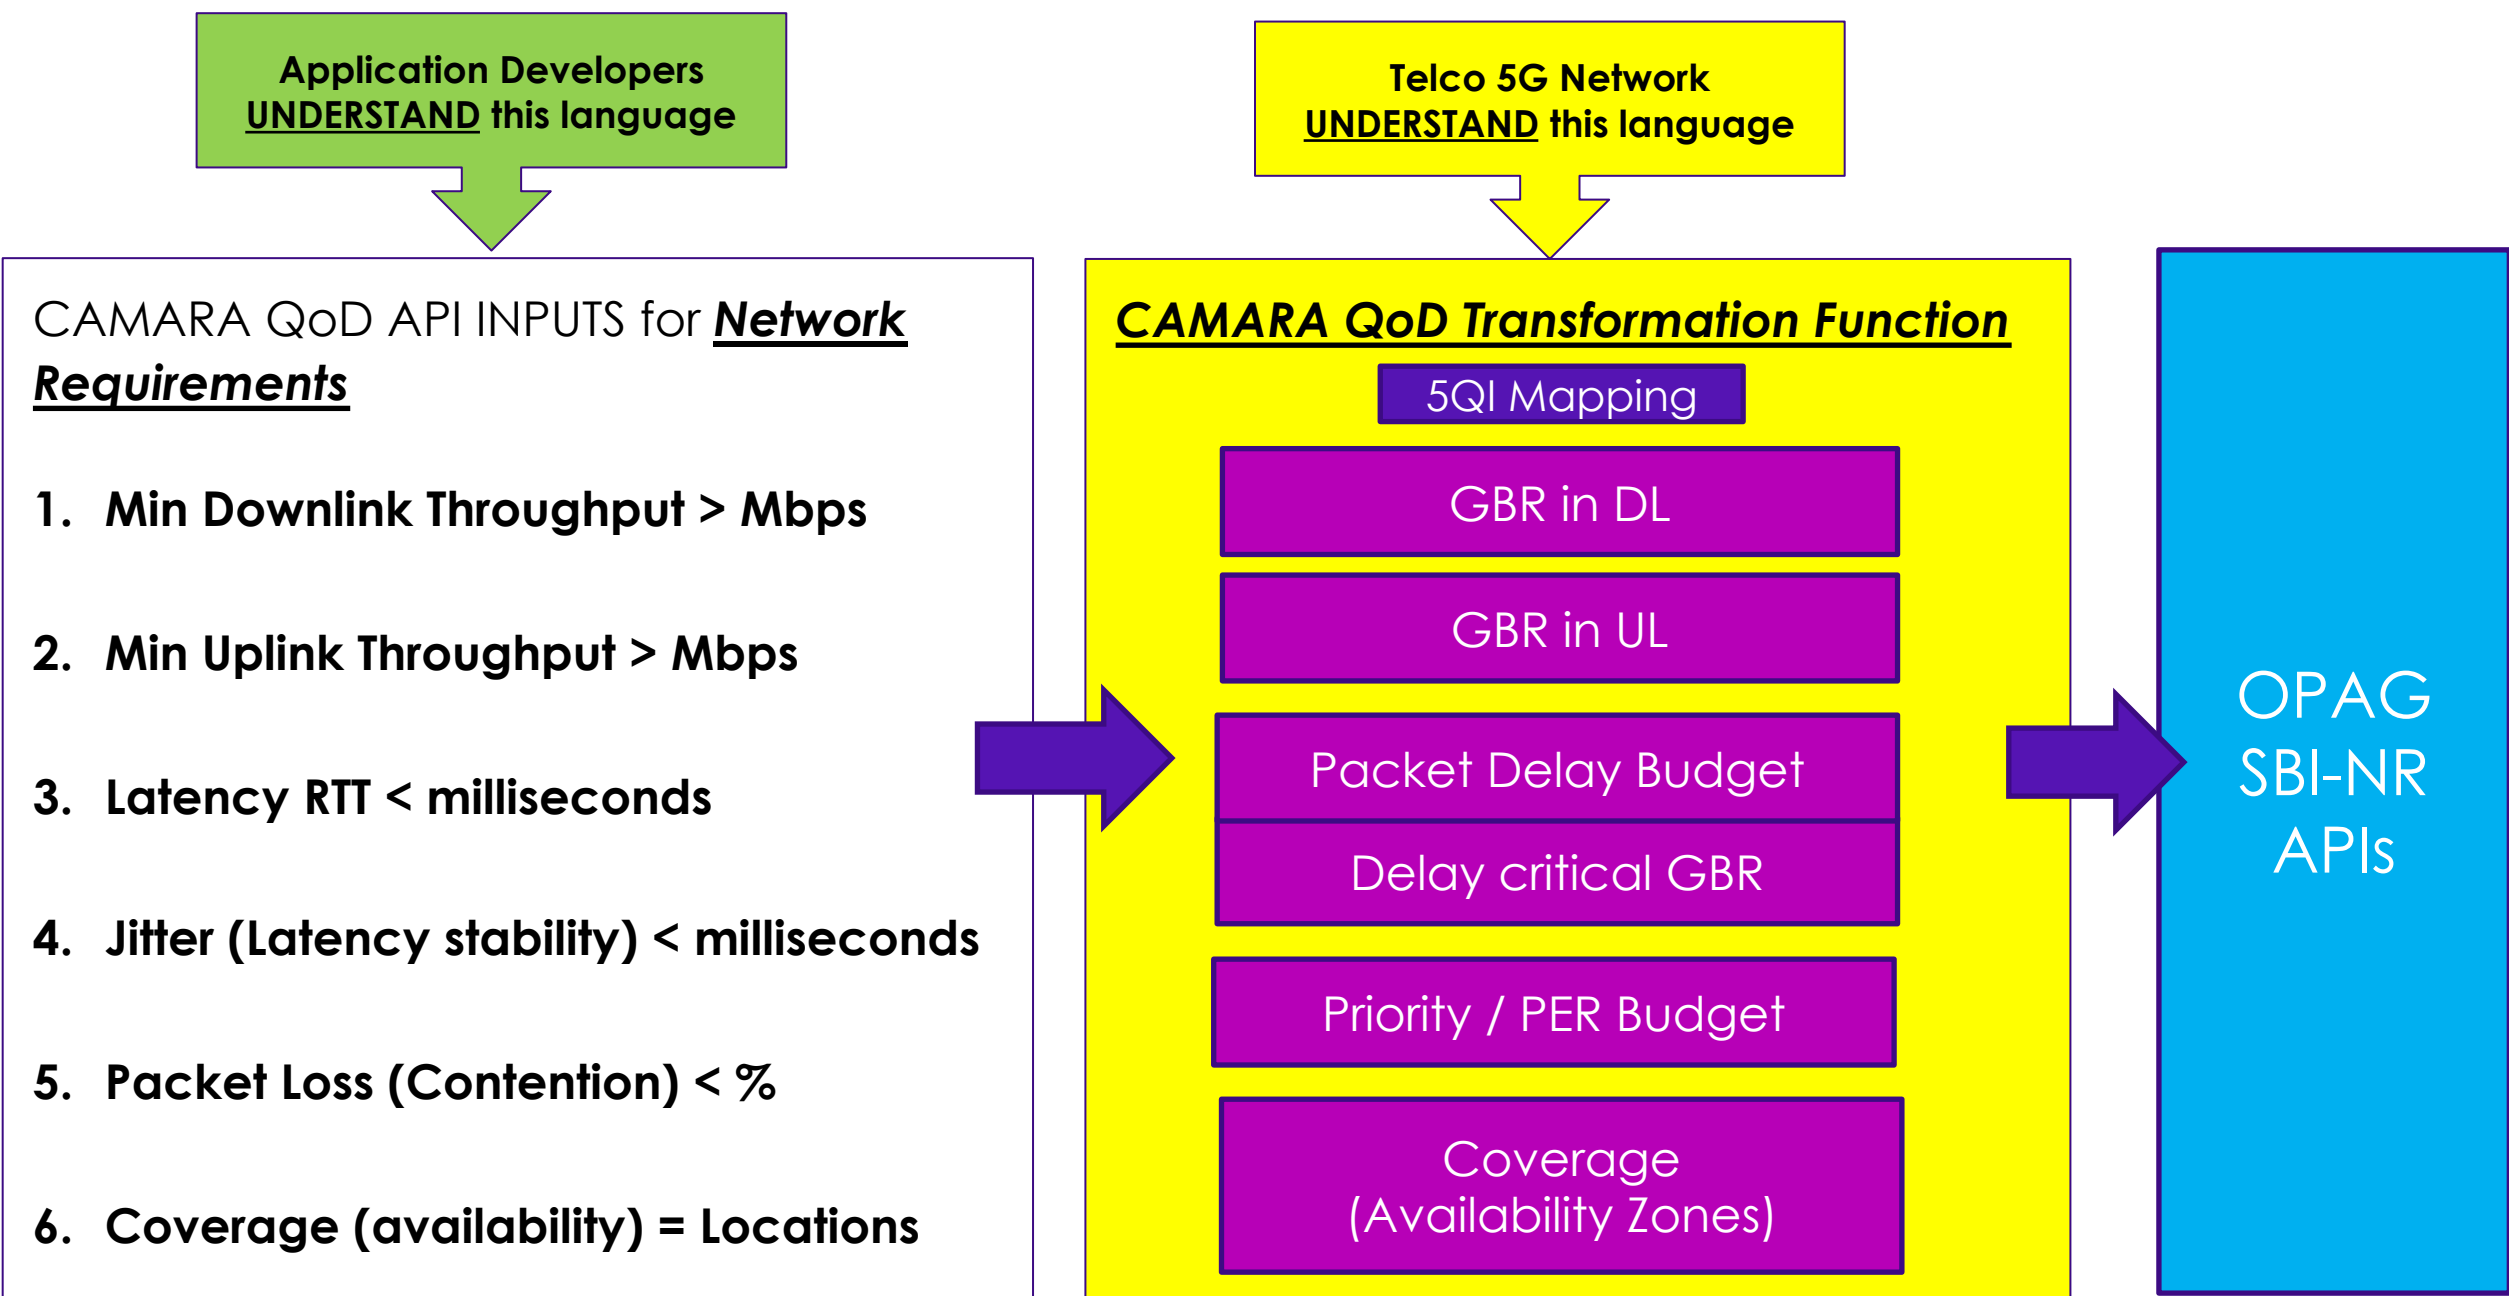 Application Developers
UNDERSTAND this language
Telco 5G Network
UNDERSTAND this language
CAMARA QoD API INPUTS for Network
Requirements
1. Min Downlink Throughput > Mbps
2. Min Uplink Throughput > Mbps
3. Latency RTT < milliseconds
4. Jitter (Latency stability) < milliseconds
5. Packet Loss (Contention) < %
6. Coverage (availability) = Locations
CAMARA QoD Transformation Function
5QI Mapping
GBR in DL
GBR in UL
Packet Delay Budget
Delay critical GBR
Priority / PER Budget
Coverage
(Availability Zones)
OPAG
SBI-NR
APIs